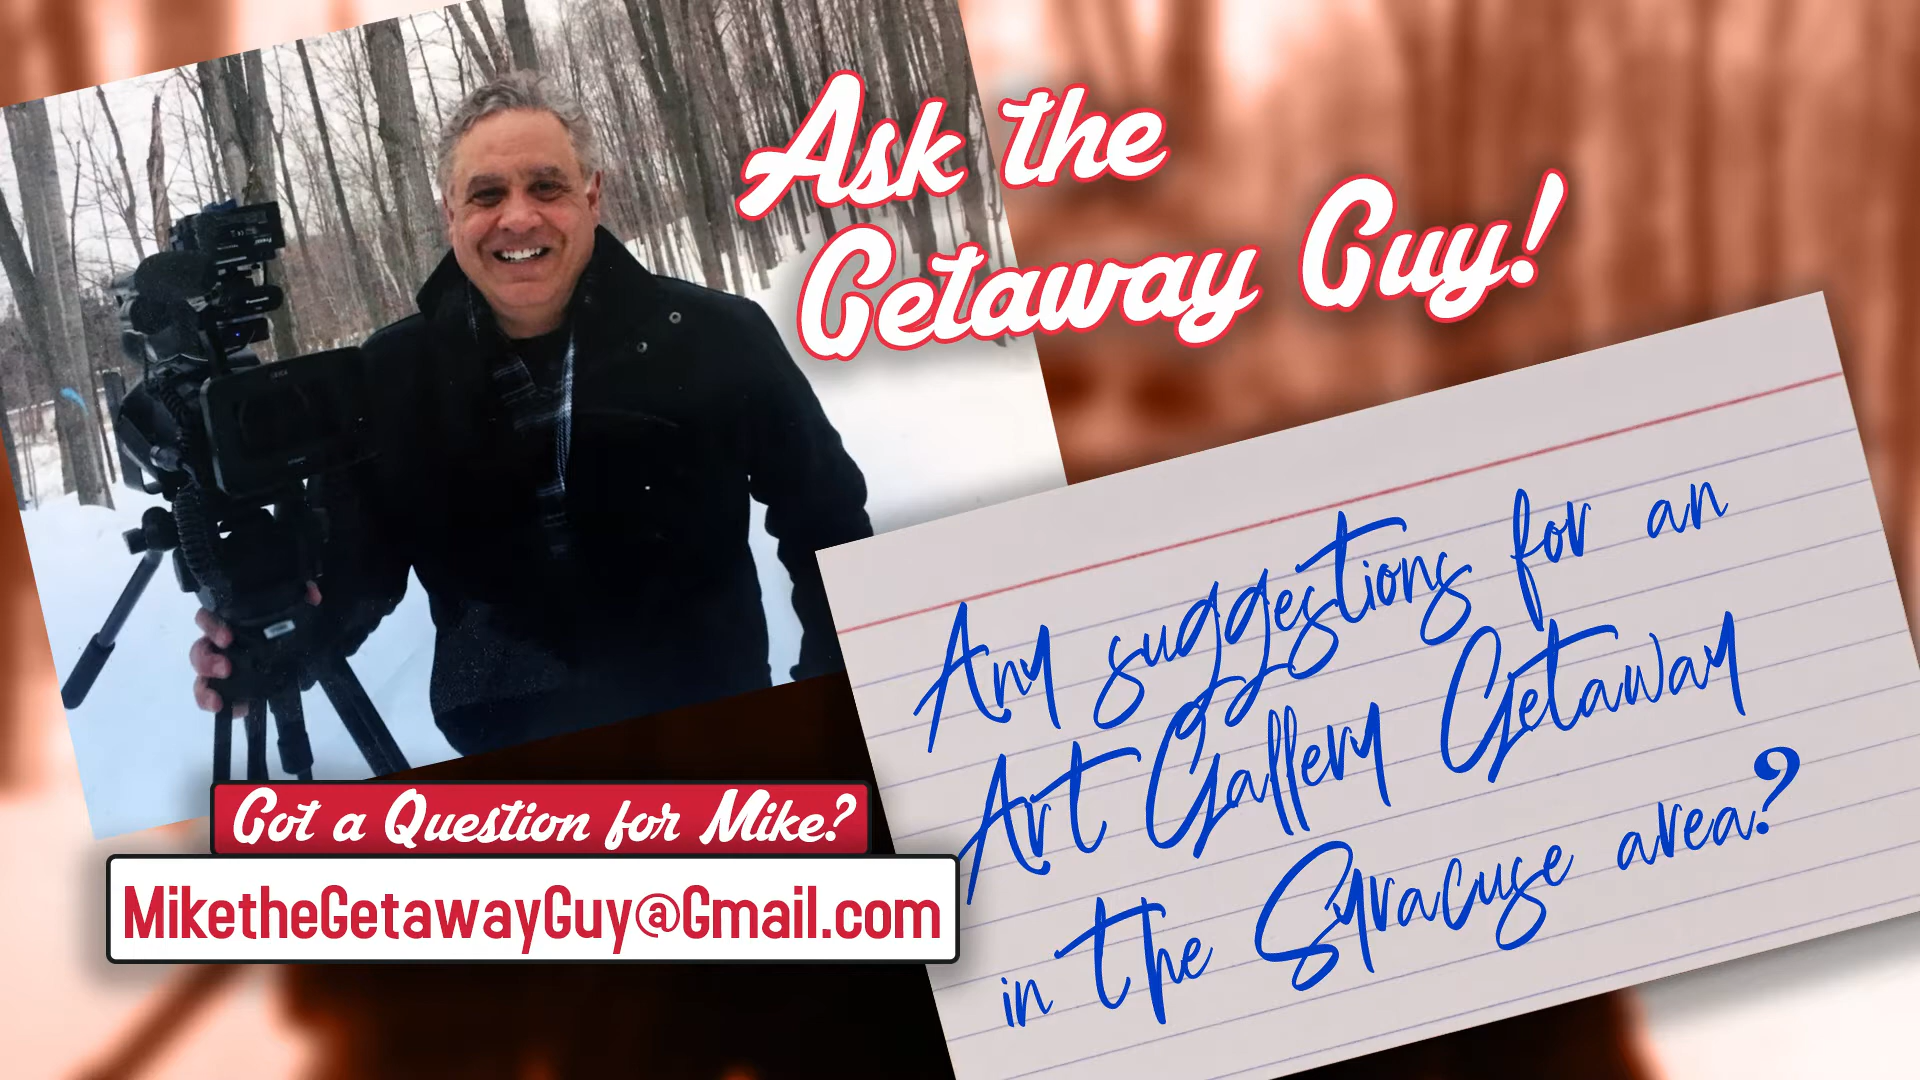 Ask the
Getaway Guy!
Any suggestions for an
Art Gallery Getaway
in the Syracuse area?
Got a Question for Mike?
MiketheGetawayGuy@Gmail.com